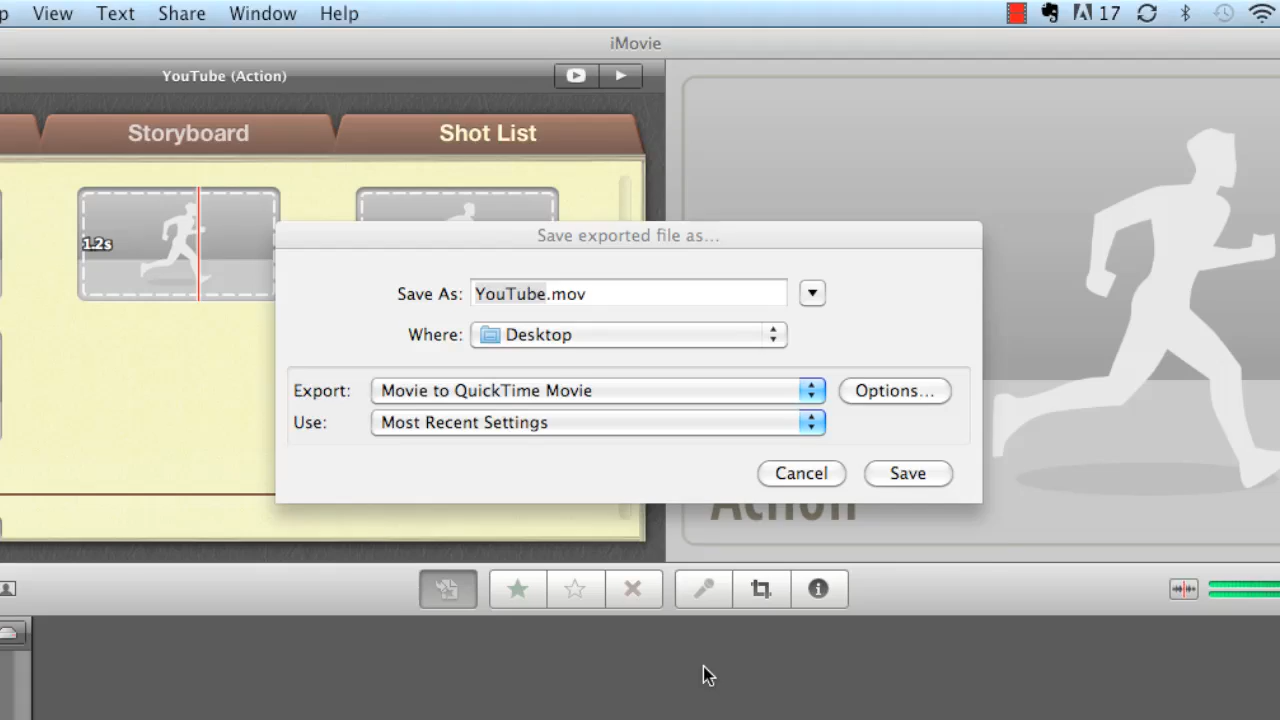 p View Text Share Window Help 17
iMovie
YouTube (Action)
Storyboard Shot List
1.2s
Save exported file as...
Save As: YouTube.mov
Where: Desktop
Export: Movie to QuickTime Movie Options...
Use: Most Recent Settings
Cancel Save
Action